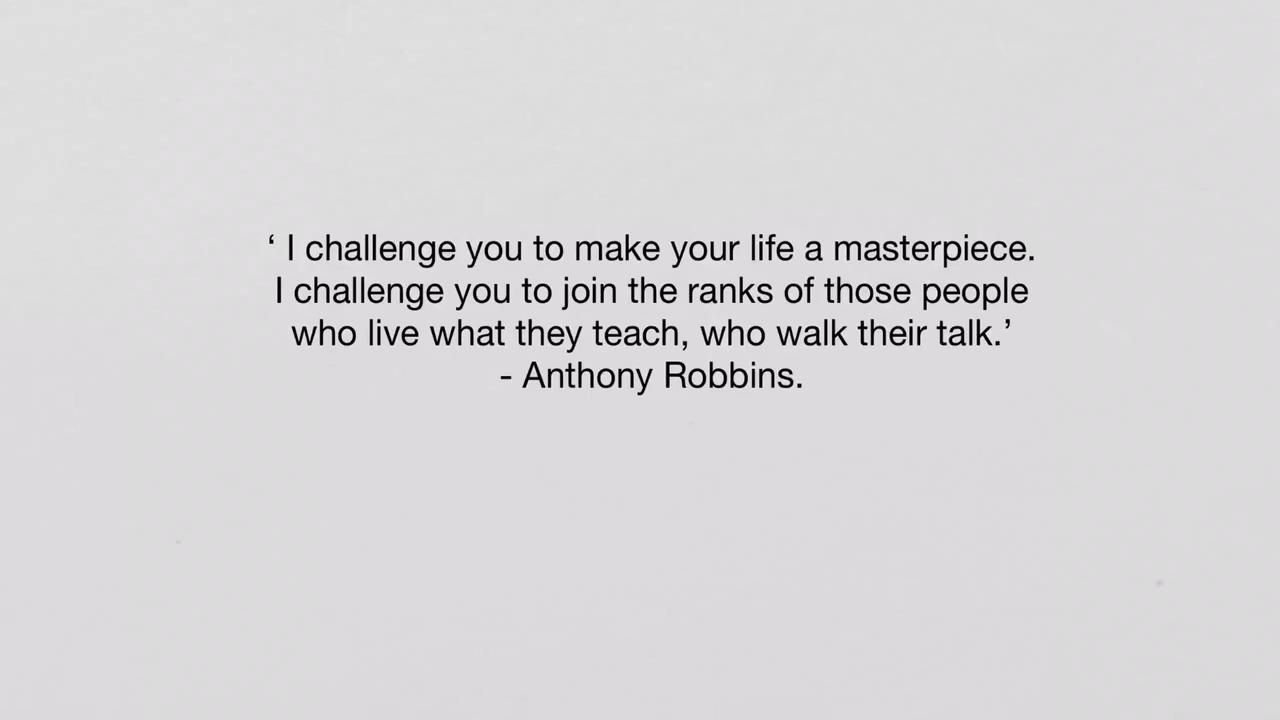 ‘ I challenge you to make your life a masterpiece.
I challenge you to join the ranks of those people
who live what they teach, who walk their talk.’
- Anthony Robbins.